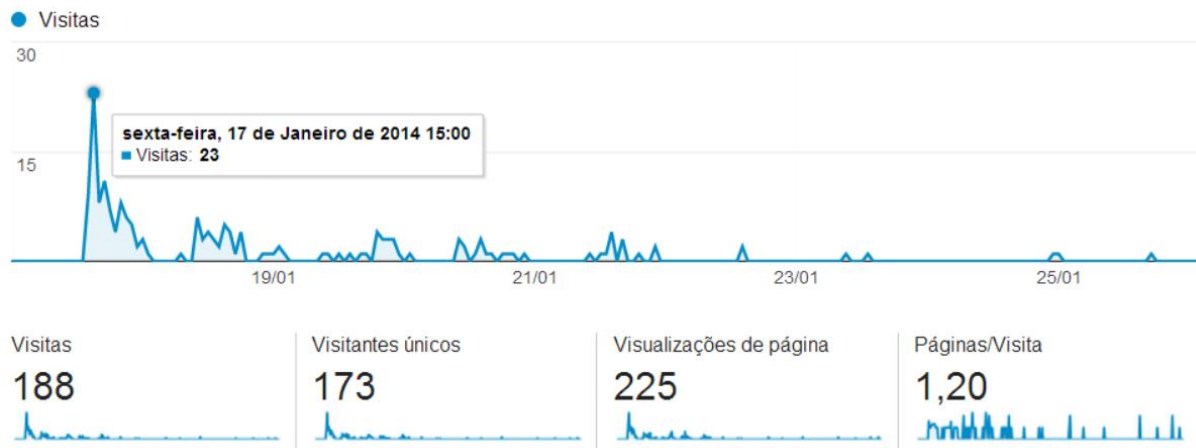 Visitas
30
sexta-feira, 17 de Janeiro de 2014 15:00
Visitas: 23
15
19/01 21/01 23/01 25/01
Visitas
188
Visitantes únicos
173
Visualizações de página
225
Páginas/Visita
1,20